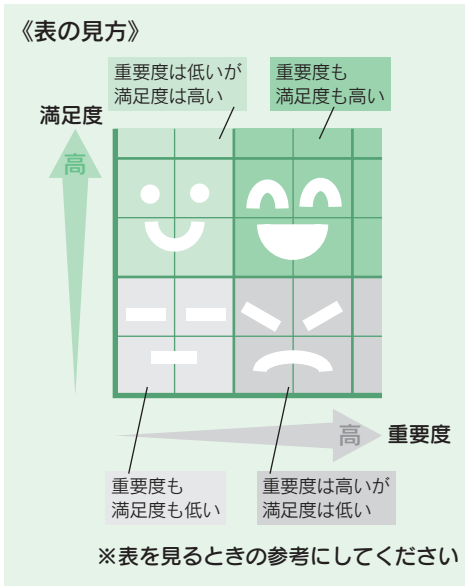 《表の見方》
重要度は低いが
満足度は高い
重要度も
満足度も高い
満足度
高
高
重要度
重要度も
満足度も低い
重要度は高いが
満足度は低い
※表を見るときの参考にしてください